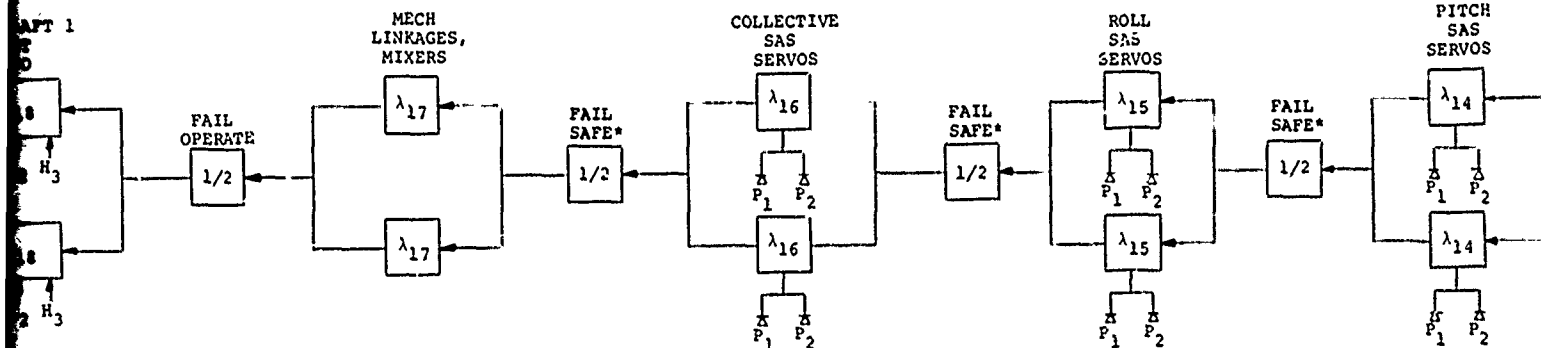 AFT 1
H3
H3
FAIL
OPERATE
1/2
MECH
LINKAGES,
MIXERS
λ17
λ17
FAIL
SAFE*
1/2
COLLECTIVE
SAS
SERVOS
λ16
P1 P2
λ16
P1 P2
FAIL
SAFE*
1/2
ROLL
SAS
SERVOS
λ15
P1 P2
λ15
P1 P2
FAIL
SAFE*
1/2
PITCH
SAS
SERVOS
λ14
P1 P2
λ14
P1 P2